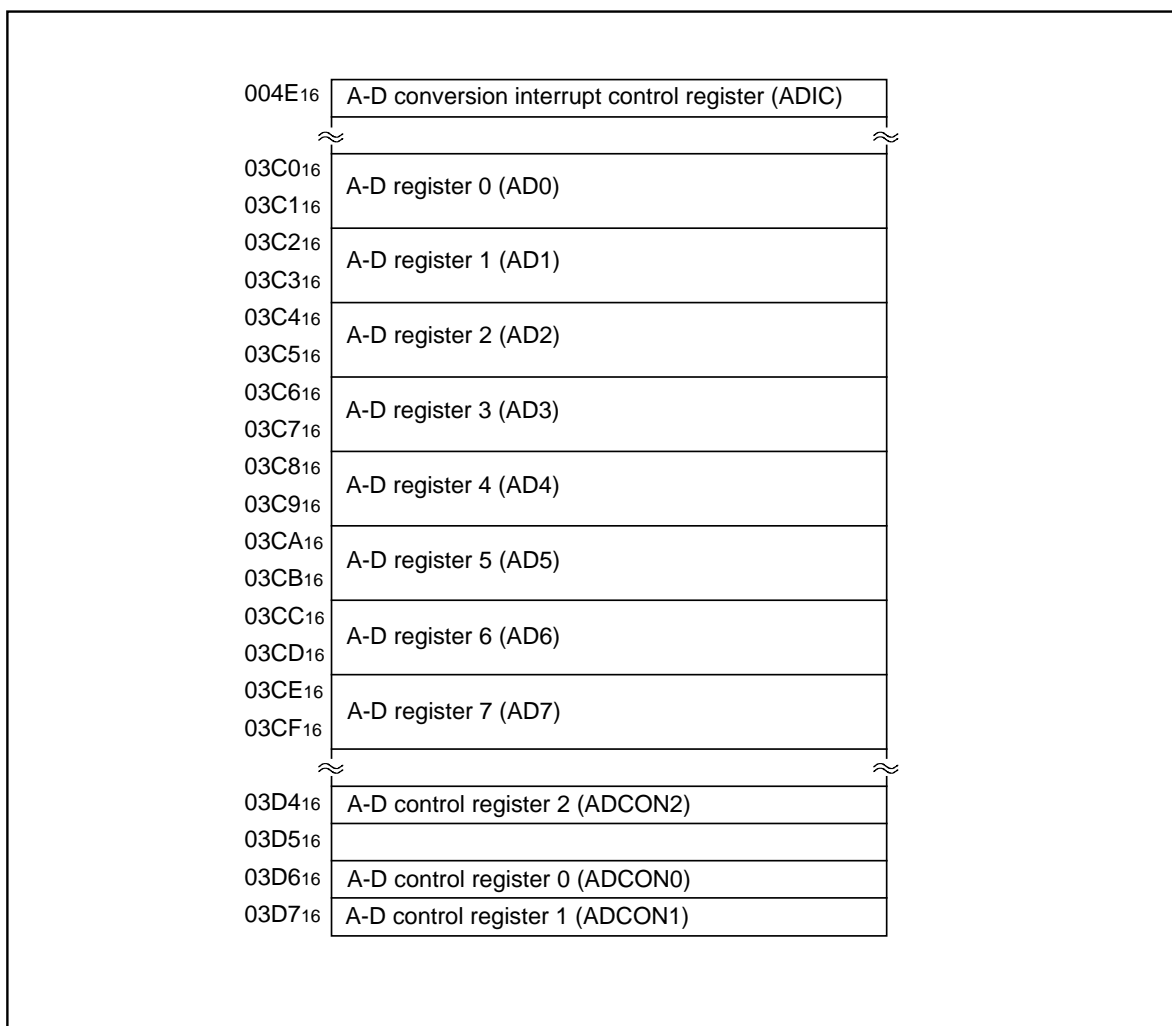 004E16 A-D conversion interrupt control register (ADIC)
03C016
A-D register 0 (AD0)
03C116
03C216
A-D register 1 (AD1)
03C316
03C416
A-D register 2 (AD2)
03C516
03C616
A-D register 3 (AD3)
03C716
03C816
A-D register 4 (AD4)
03C916
03CA16
A-D register 5 (AD5)
03CB16
03CC16
A-D register 6 (AD6)
03CD16
03CE16
A-D register 7 (AD7)
03CF16
03D416 A-D control register 2 (ADCON2)
03D516
03D616 A-D control register 0 (ADCON0)
03D716 A-D control register 1 (ADCON1)